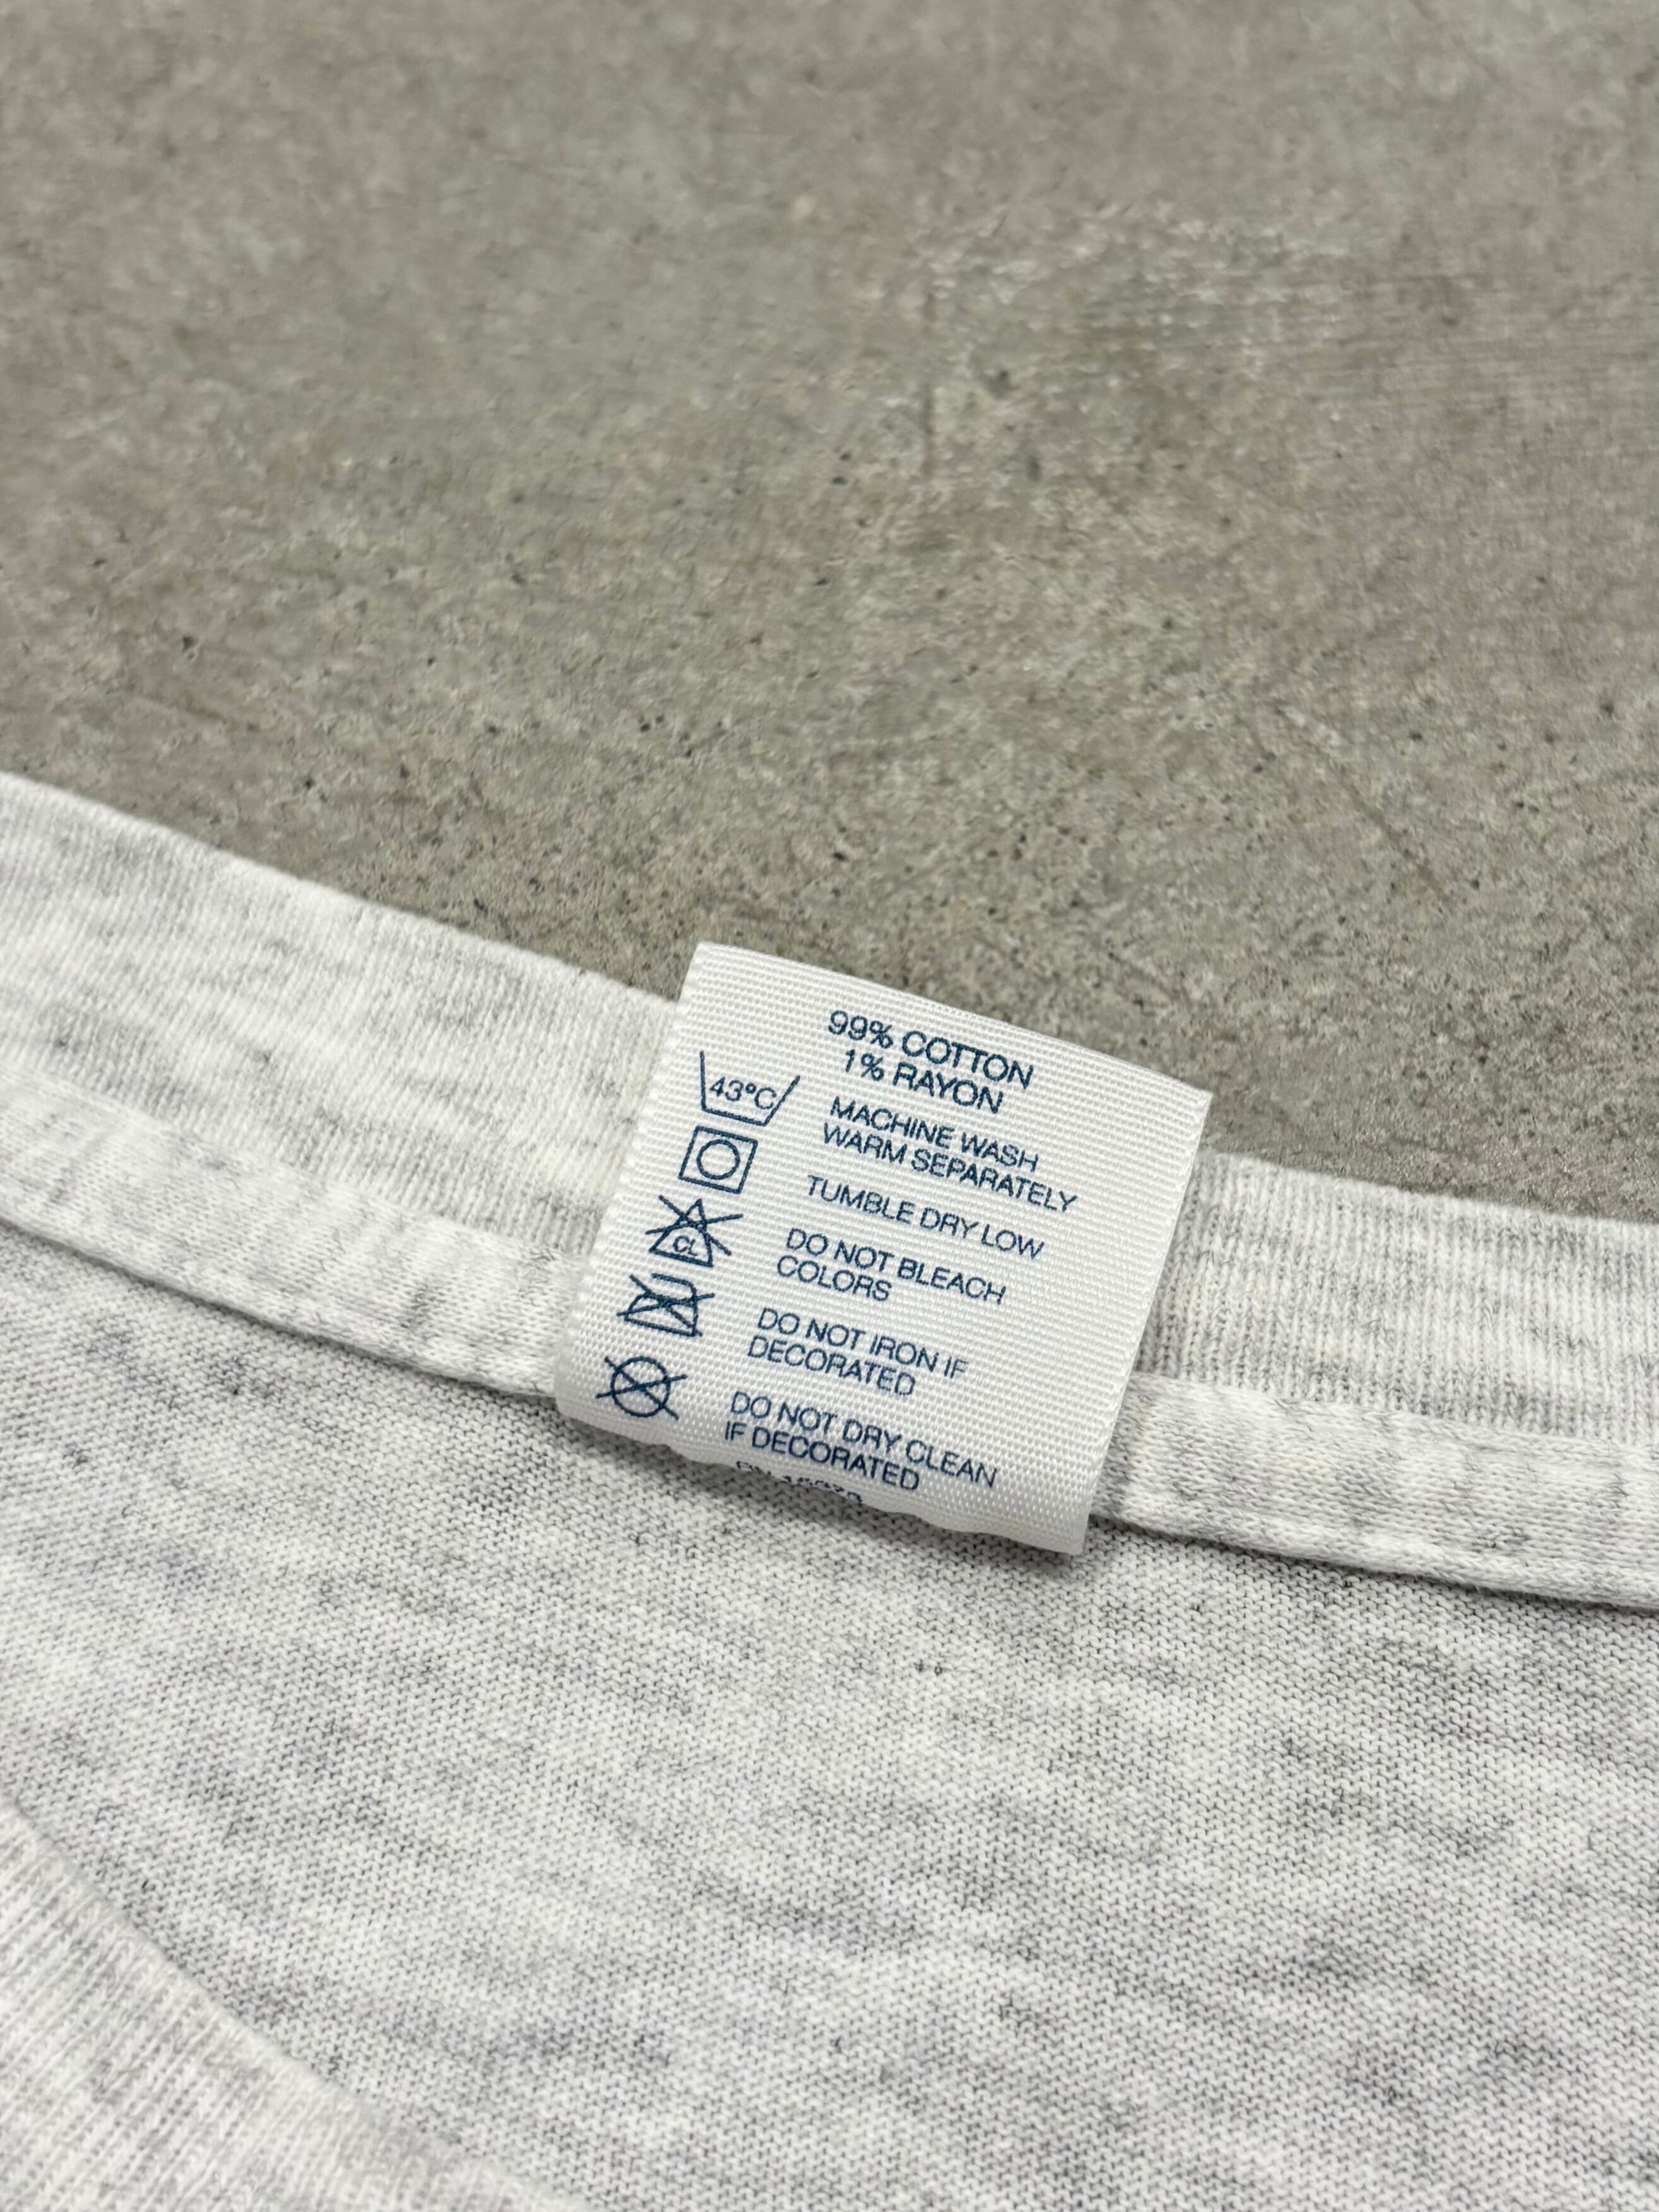 99% COTTON
1% RAYON
43°C
MACHINE WASH
WARM SEPARATELY
TUMBLE DRY LOW
CL
DO NOT BLEACH
COLORS
DO NOT IRON IF
DECORATED
DO NOT DRY CLEAN
IF DECORATED